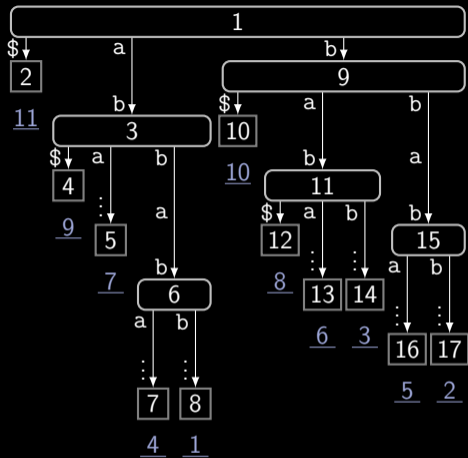 1
$ a b
2 9
11 b $ a b
3 10
$ a b 10 b a
4 11
9 ⋮ a $ a b b
5 12 15
7 b 8 ⋮ ⋮ a b
6 13 14
a b 6 3 ⋮ ⋮
⋮ ⋮ 16 17
7 8 5 2
4 1